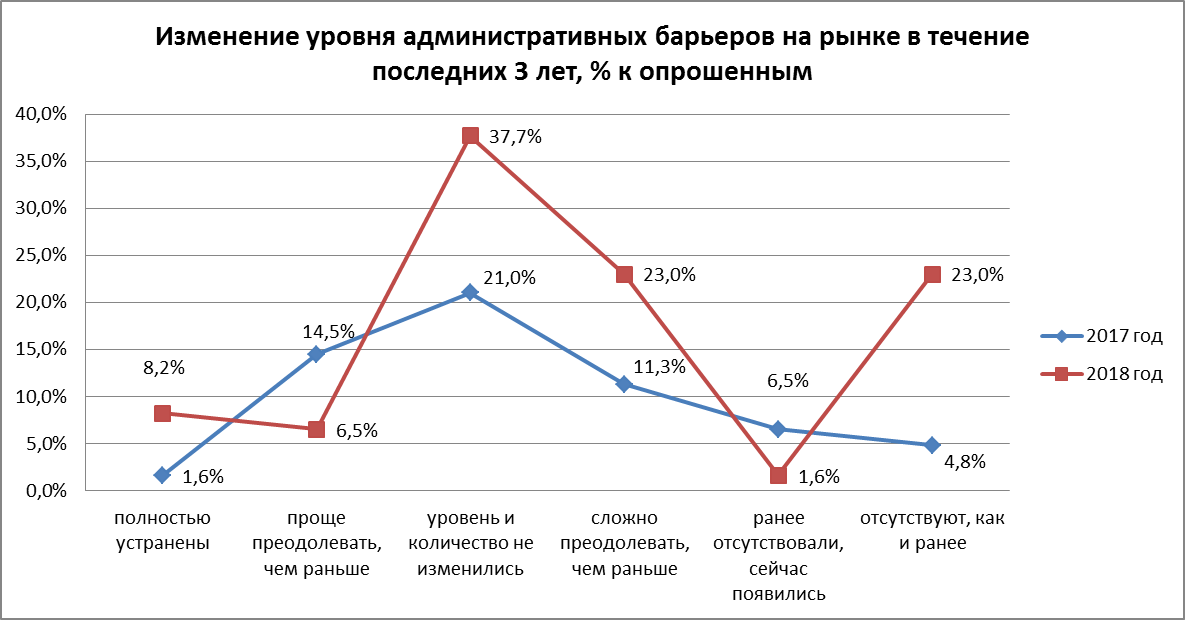 Изменение уровня административных барьеров на рынке в течение
последних 3 лет, % к опрошенным
40,0%
35,0%
30,0%
25,0%
20,0%
15,0%
10,0%
5,0%
0,0%
8,2%
1,6%
14,5%
6,5%
37,7%
21,0%
23,0%
11,3%
6,5%
1,6%
23,0%
4,8%
2017 год
2018 год
полностью
устранены
проще
преодолевать,
чем раньше
уровень и
количество не
изменились
сложно
преодолевать,
чем раньше
ранее
отсутствовали,
сейчас
появились
отсутствуют, как
и ранее